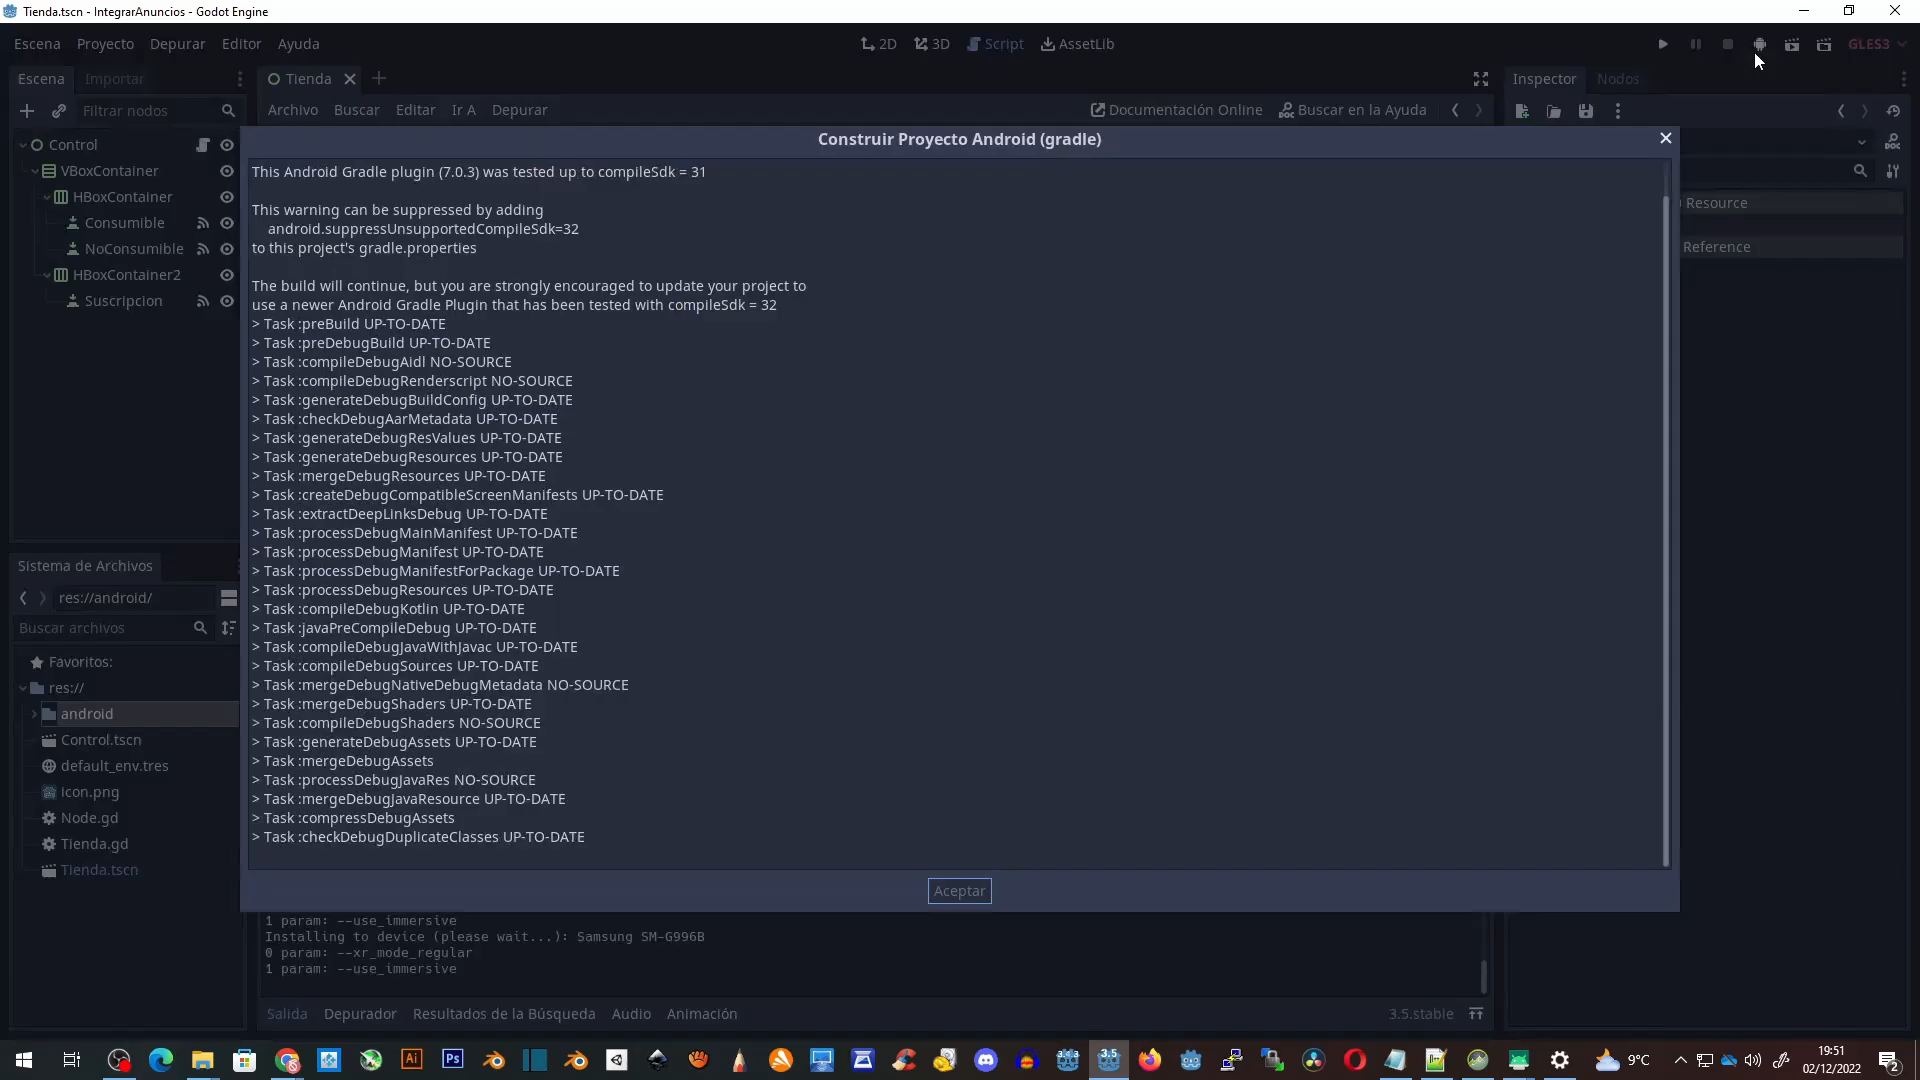 Tienda.tscn - IntegrarAnuncios - Godot Engine
Escena Proyecto Depurar Editor Ayuda
2D 3D Script AssetLib
GLES3
Escena Importar
Tienda
Inspector Nodos
Filtrar nodos
Archivo Buscar Editar Ir A Depurar
Documentación Online Buscar en la Ayuda
Control
VBoxContainer
HBoxContainer
Consumible
NoConsumible
HBoxContainer2
Suscripcion
Construir Proyecto Android (gradle)
This Android Gradle plugin (7.0.3) was tested up to compileSdk = 31
This warning can be suppressed by adding
android.suppressUnsupportedCompileSdk=32
to this project's gradle.properties
The build will continue, but you are strongly encouraged to update your project to
use a newer Android Gradle Plugin that has been tested with compileSdk = 32
> Task :preBuild UP-TO-DATE
> Task :preDebugBuild UP-TO-DATE
> Task :compileDebugAidl NO-SOURCE
> Task :compileDebugRenderscript NO-SOURCE
> Task :generateDebugBuildConfig UP-TO-DATE
> Task :checkDebugAarMetadata UP-TO-DATE
> Task :generateDebugResValues UP-TO-DATE
> Task :generateDebugResources UP-TO-DATE
> Task :mergeDebugResources UP-TO-DATE
> Task :createDebugCompatibleScreenManifests UP-TO-DATE
> Task :extractDeepLinksDebug UP-TO-DATE
> Task :processDebugMainManifest UP-TO-DATE
> Task :processDebugManifest UP-TO-DATE
> Task :processDebugManifestForPackage UP-TO-DATE
> Task :processDebugResources UP-TO-DATE
> Task :compileDebugKotlin UP-TO-DATE
> Task :javaPreCompileDebug UP-TO-DATE
> Task :compileDebugJavaWithJavac UP-TO-DATE
> Task :compileDebugSources UP-TO-DATE
> Task :mergeDebugNativeDebugMetadata NO-SOURCE
> Task :mergeDebugShaders UP-TO-DATE
> Task :compileDebugShaders NO-SOURCE
> Task :generateDebugAssets UP-TO-DATE
> Task :mergeDebugAssets
> Task :processDebugJavaRes NO-SOURCE
> Task :mergeDebugJavaResource UP-TO-DATE
> Task :compressDebugAssets
> Task :checkDebugDuplicateClasses UP-TO-DATE
Aceptar
Resource
Reference
Sistema de Archivos
res://android/
Buscar archivos
Favoritos:
res://
android
Control.tscn
default_env.tres
icon.png
Node.gd
Tienda.gd
Tienda.tscn
1 param: --use_immersive
Installing to device (please wait...): Samsung SM-G996B
0 param: --xr_mode_regular
1 param: --use_immersive
Salida Depurador Resultados de la Búsqueda Audio Animación
3.5.stable
Ai
Ps
3.4.3
3.5
9°C
19:51
02/12/2022
2